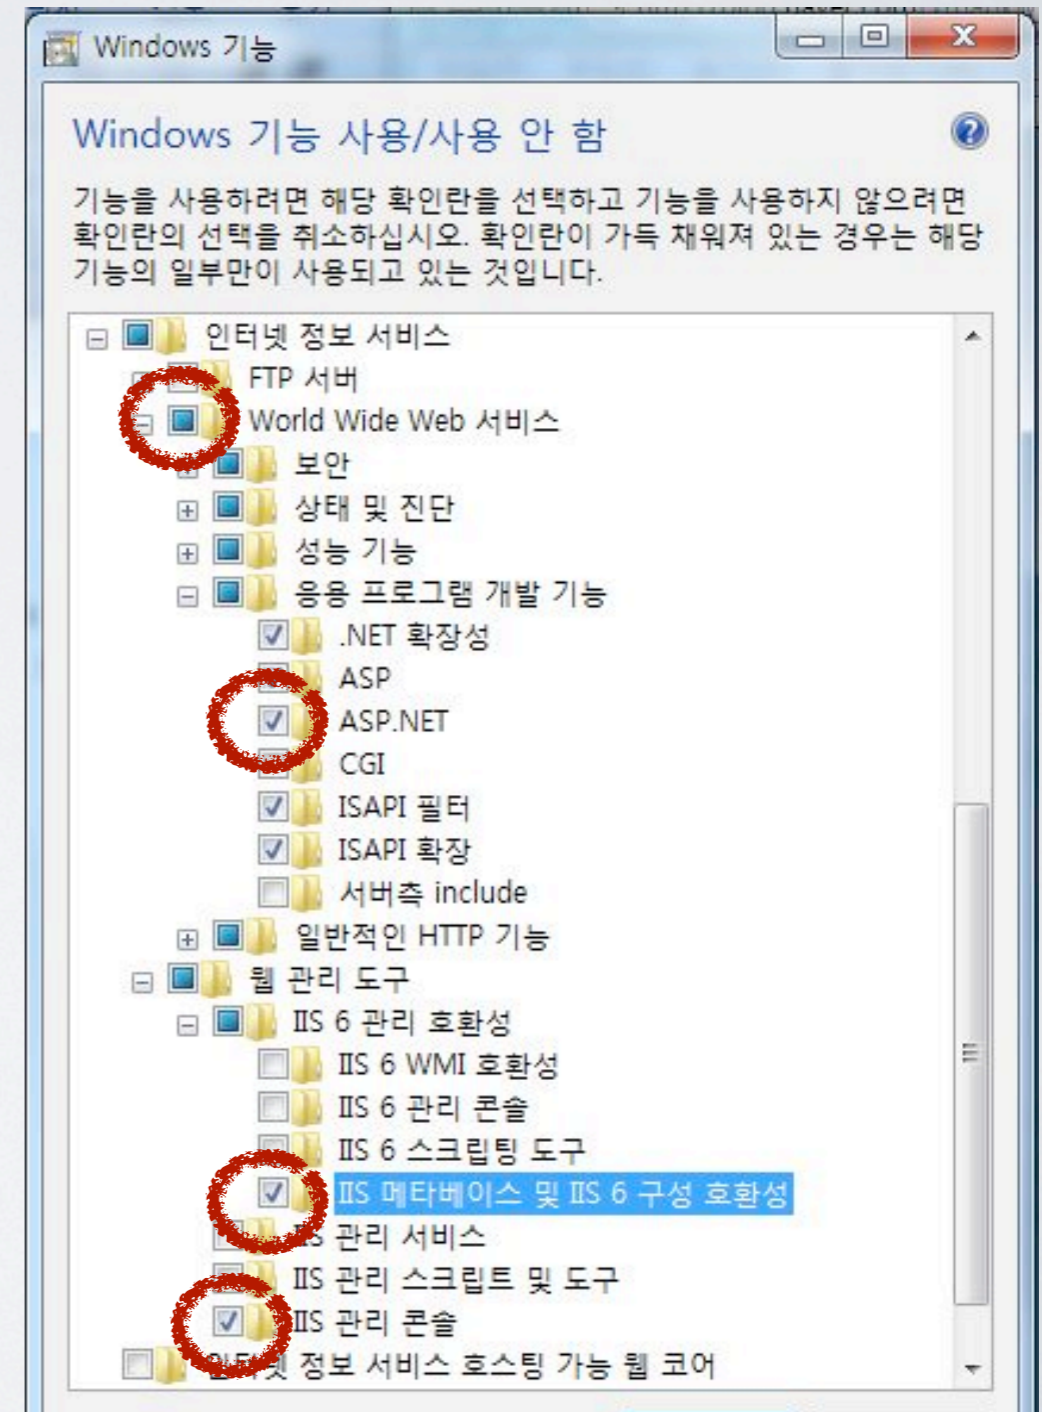 Windows 기능
Windows 기능 사용/사용 안 함
기능을 사용하려면 해당 확인란을 선택하고 기능을 사용하지 않으려면
확인란의 선택을 취소하십시오. 확인란이 가득 채워져 있는 경우는 해당
기능의 일부만이 사용되고 있는 것입니다.
인터넷 정보 서비스
FTP 서버
World Wide Web 서비스
보안
상태 및 진단
성능 기능
응용 프로그램 개발 기능
.NET 확장성
ASP
ASP.NET
CGI
ISAPI 필터
ISAPI 확장
서버측 include
일반적인 HTTP 기능
웹 관리 도구
IIS 6 관리 호환성
IIS 6 WMI 호환성
IIS 6 관리 콘솔
IIS 6 스크립팅 도구
IIS 메타베이스 및 IIS 6 구성 호환성
IIS 관리 서비스
IIS 관리 스크립트 및 도구
IIS 관리 콘솔
인터넷 정보 서비스 호스팅 가능 웹 코어